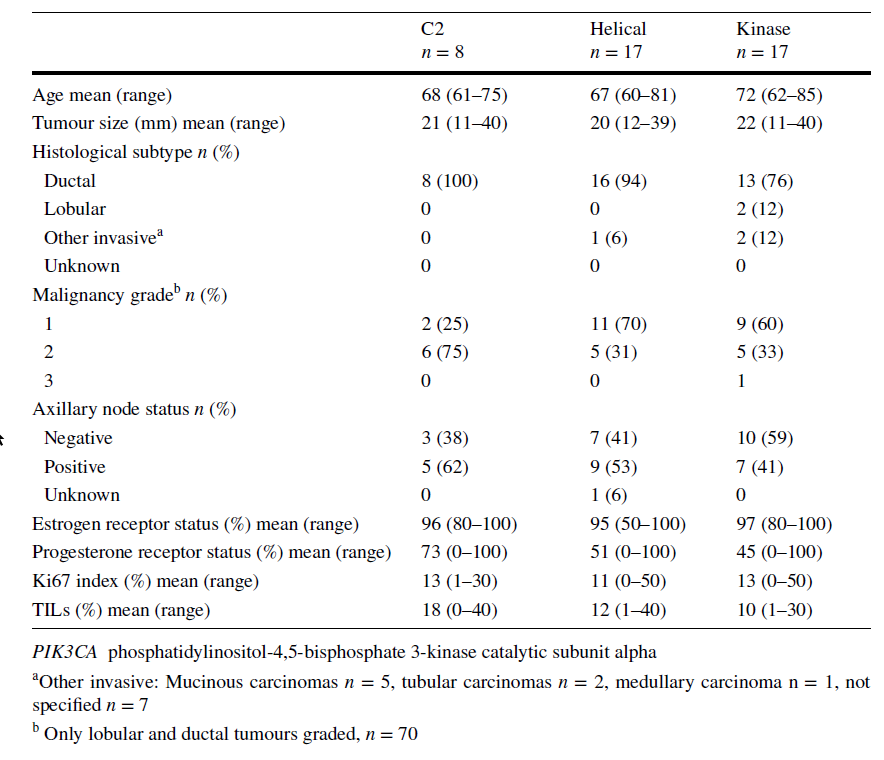 C2 Helical Kinase
n = 8 n = 17 n = 17
Age mean (range) 68 (61–75) 67 (60–81) 72 (62–85)
Tumour size (mm) mean (range) 21 (11–40) 20 (12–39) 22 (11–40)
Histological subtype n (%)
Ductal 8 (100) 16 (94) 13 (76)
Lobular 0 0 2 (12)
Other invasiveᵃ 0 1 (6) 2 (12)
Unknown 0 0 0
Malignancy gradeᵇ n (%)
1 2 (25) 11 (70) 9 (60)
2 6 (75) 5 (31) 5 (33)
3 0 0 1
Axillary node status n (%)
Negative 3 (38) 7 (41) 10 (59)
Positive 5 (62) 9 (53) 7 (41)
Unknown 0 1 (6) 0
Estrogen receptor status (%) mean (range) 96 (80–100) 95 (50–100) 97 (80–100)
Progesterone receptor status (%) mean (range) 73 (0–100) 51 (0–100) 45 (0–100)
Ki67 index (%) mean (range) 13 (1–30) 11 (0–50) 13 (0–50)
TILs (%) mean (range) 18 (0–40) 12 (1–40) 10 (1–30)
PIK3CA phosphatidylinositol-4,5-bisphosphate 3-kinase catalytic subunit alpha
ᵃOther invasive: Mucinous carcinomas n = 5, tubular carcinomas n = 2, medullary carcinoma n = 1, not
specified n = 7
ᵇ Only lobular and ductal tumours graded, n = 70